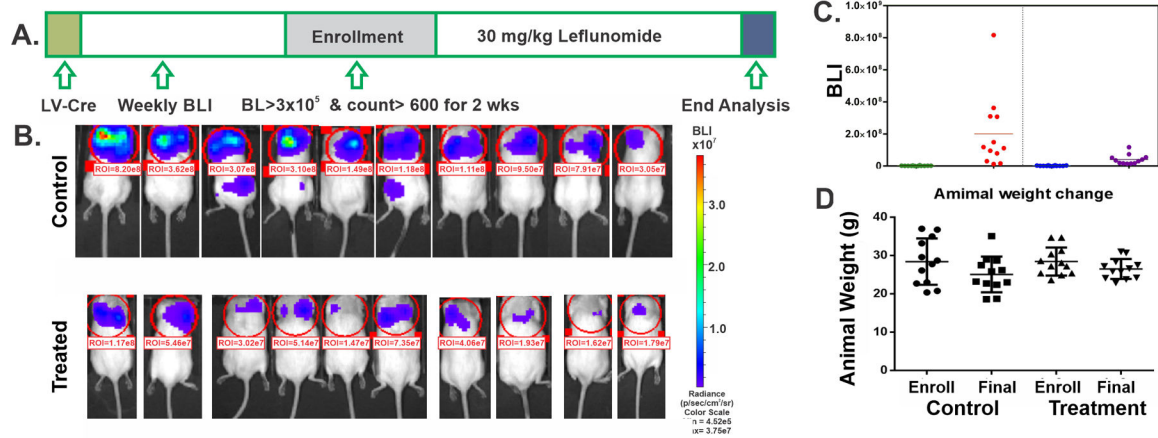 A.
Enrollment
30 mg/kg Leflunomide
LV-Cre
Weekly BLI
BL>3x10⁵ & count> 600 for 2 wks
End Analysis
B.
Control
ROI=8.20e8
ROI=3.62e8
ROI=3.07e8
ROI=3.10e8
ROI=1.49e8
ROI=1.18e8
ROI=1.11e8
ROI=9.50e7
ROI=7.91e7
ROI=3.05e7
Treated
ROI=1.17e8
ROI=5.46e7
ROI=3.02e7
ROI=5.14e7
ROI=1.47e7
ROI=7.35e7
ROI=4.06e7
ROI=1.93e7
ROI=1.62e7
ROI=1.79e7
BLI
x10⁷
3.0
2.0
1.0
Radiance
(p/sec/cm²/sr)
Color Scale
= 4.52e5
= 3.75e7
C.
BLI
1.0×10⁹
8.0×10⁸
6.0×10⁸
4.0×10⁸
2.0×10⁸
0
D
Amimal weight change
Animal Weight (g)
40
30
20
10
0
Enroll Final Enroll Final
Control Treatment